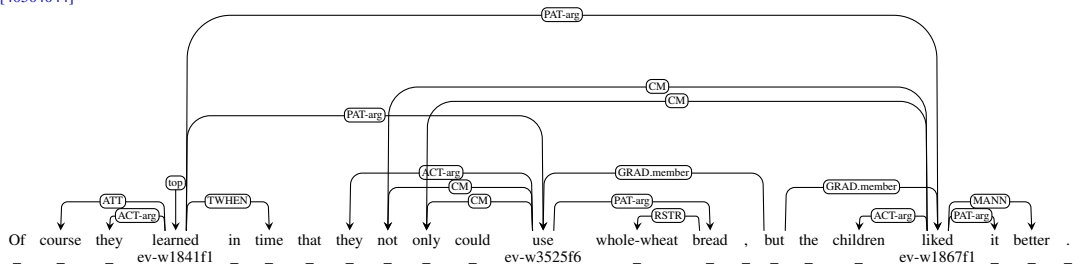 PAT-arg
CM
CM
PAT-arg
ACT-arg
GRAD.member
top
CM
GRAD.member
ATT
TWHEN
CM
PAT-arg
MANN
ACT-arg
RSTR
ACT-arg
PAT-arg
Of course they learned in time that they not only could use whole-wheat bread , but the children liked it better .
_ _ _ ev-w1841f1 _ _ _ _ _ _ _ ev-w3525f6 _ _ _ _ _ _ ev-w1867f1 _ _ _